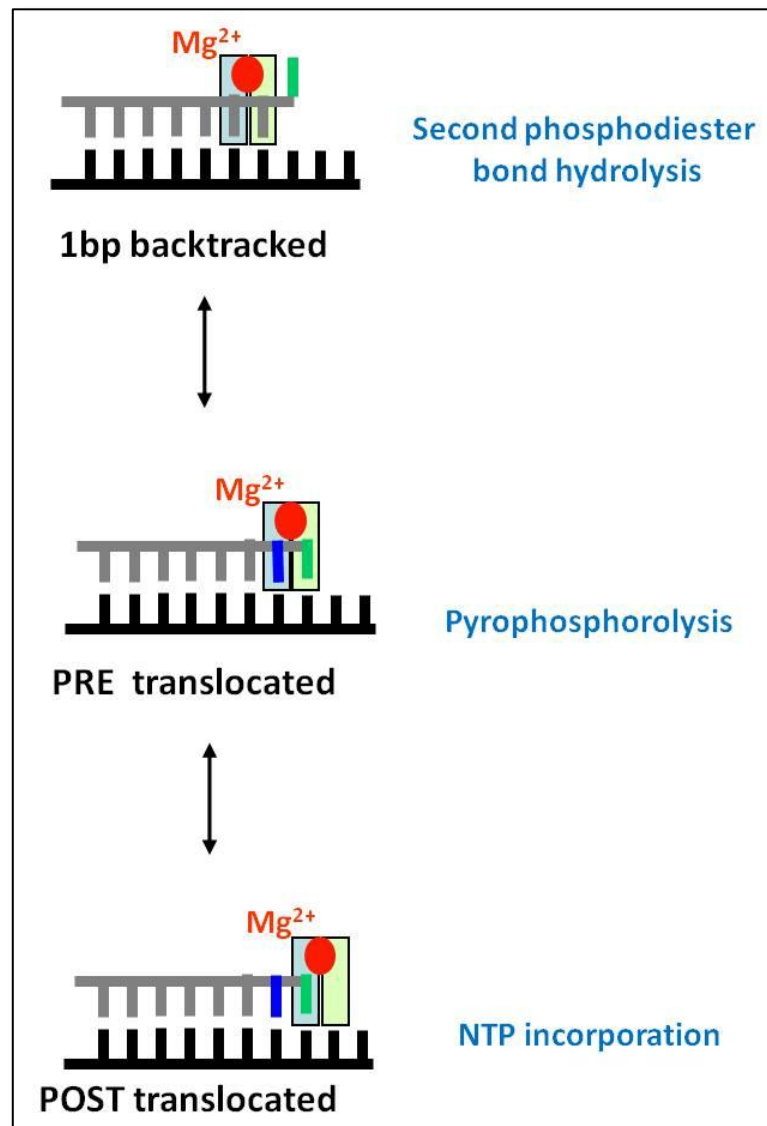 Mg²⁺
Second phosphodiester
bond hydrolysis
1bp backtracked
Mg²⁺
Pyrophosphorolysis
PRE translocated
Mg²⁺
NTP incorporation
POST translocated